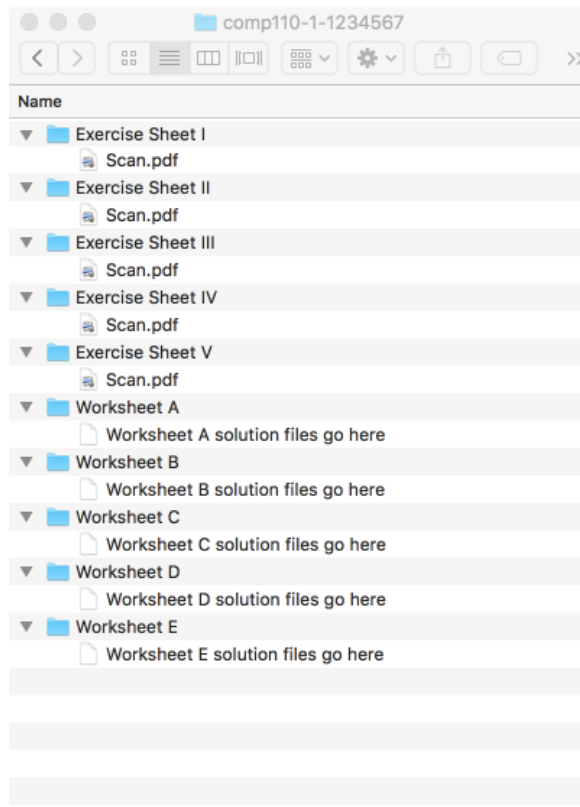 comp110-1-1234567
Name
Exercise Sheet I
Scan.pdf
Exercise Sheet II
Scan.pdf
Exercise Sheet III
Scan.pdf
Exercise Sheet IV
Scan.pdf
Exercise Sheet V
Scan.pdf
Worksheet A
Worksheet A solution files go here
Worksheet B
Worksheet B solution files go here
Worksheet C
Worksheet C solution files go here
Worksheet D
Worksheet D solution files go here
Worksheet E
Worksheet E solution files go here